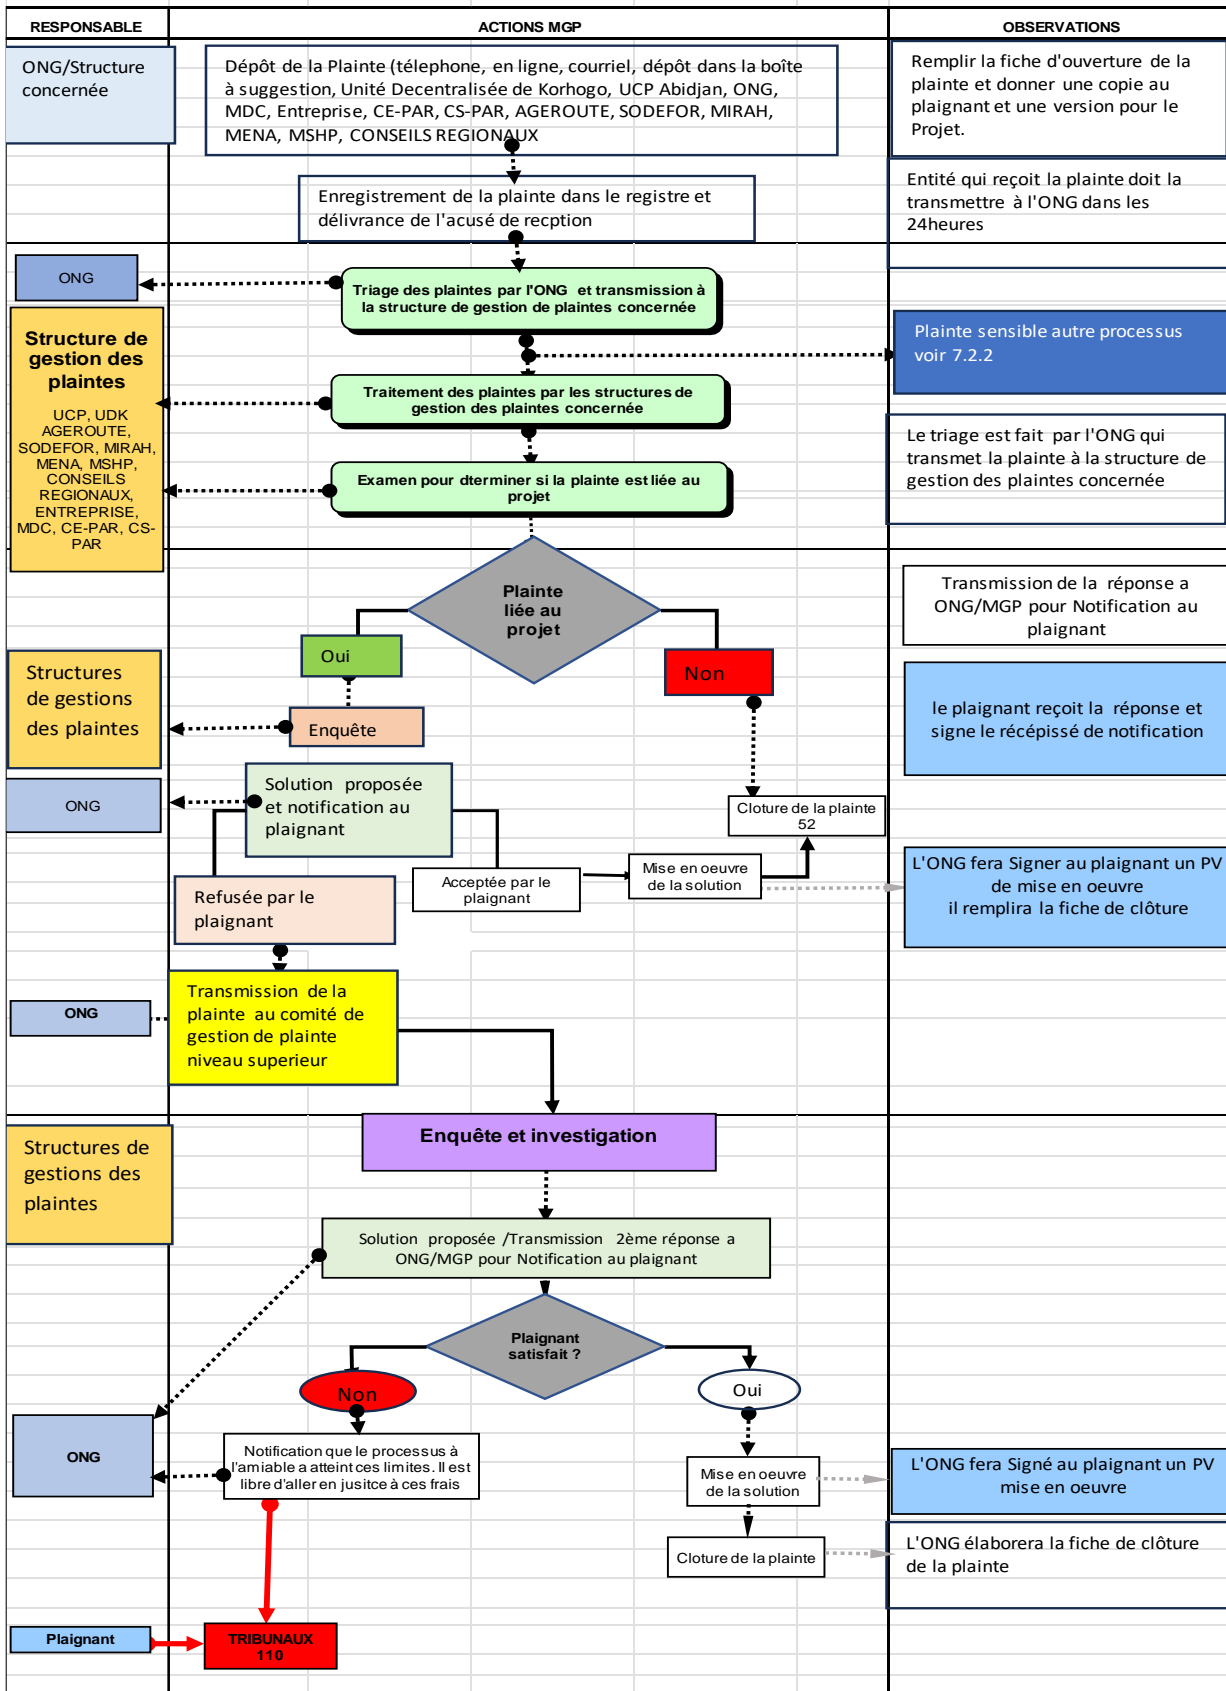 RESPONSABLE
ACTIONS MGP
OBSERVATIONS
ONG/Structure
concernée
Dépôt de la Plainte (télephone, en ligne, courriel, dépôt dans la boîte
à suggestion, Unité Decentralisée de Korhogo, UCP Abidjan, ONG,
MDC, Entreprise, CE-PAR, CS-PAR, AGEROUTE, SODEFOR, MIRAH,
MENA, MSHP, CONSEILS REGIONAUX
Remplir la fiche d'ouverture de la
plainte et donner une copie au
plaignant et une version pour le
Projet.
Enregistrement de la plainte dans le registre et
délivrance de l'acusé de recption
Entité qui reçoit la plainte doit la
transmettre à l'ONG dans les
24heures
ONG
Triage des plaintes par l'ONG et transmission à
la structure de gestion de plaintes concernée
Structure de
gestion des
plaintes
UCP, UDK
AGEROUTE,
SODEFOR, MIRAH,
MENA, MSHP,
CONSEILS
REGIONAUX,
ENTREPRISE,
MDC, CE-PAR, CS-
PAR
Plainte sensible autre processus
voir 7.2.2
Traitement des plaintes par les structures de
gestion des plaintes concernée
Le triage est fait par l'ONG qui
transmet la plainte à la structure de
gestion des plaintes concernée
Examen pour dterminer si la plainte est liée au
projet
Plainte
liée au
projet
Transmission de la réponse a
ONG/MGP pour Notification au
plaignant
Oui
Non
Structures
de gestions
des plaintes
Enquête
le plaignant reçoit la réponse et
signe le récépissé de notification
ONG
Solution proposée
et notification au
plaignant
Cloture de la plainte
52
Refusée par le
plaignant
Acceptée par le
plaignant
Mise en oeuvre
de la solution
L'ONG fera Signer au plaignant un PV
de mise en oeuvre
il remplira la fiche de clôture
ONG
Transmission de la
plainte au comité de
gestion de plainte
niveau superieur
Structures de
gestions des
plaintes
Enquête et investigation
Solution proposée /Transmission 2ème réponse a
ONG/MGP pour Notification au plaignant
Plaignant
satisfait ?
Non
Oui
ONG
Notification que le processus à
l'amiable a atteint ces limites. Il est
libre d'aller en jusitce à ces frais
Mise en oeuvre
de la solution
L'ONG fera Signé au plaignant un PV
mise en oeuvre
Cloture de la plainte
L'ONG élaborera la fiche de clôture
de la plainte
Plaignant
TRIBUNAUX
110